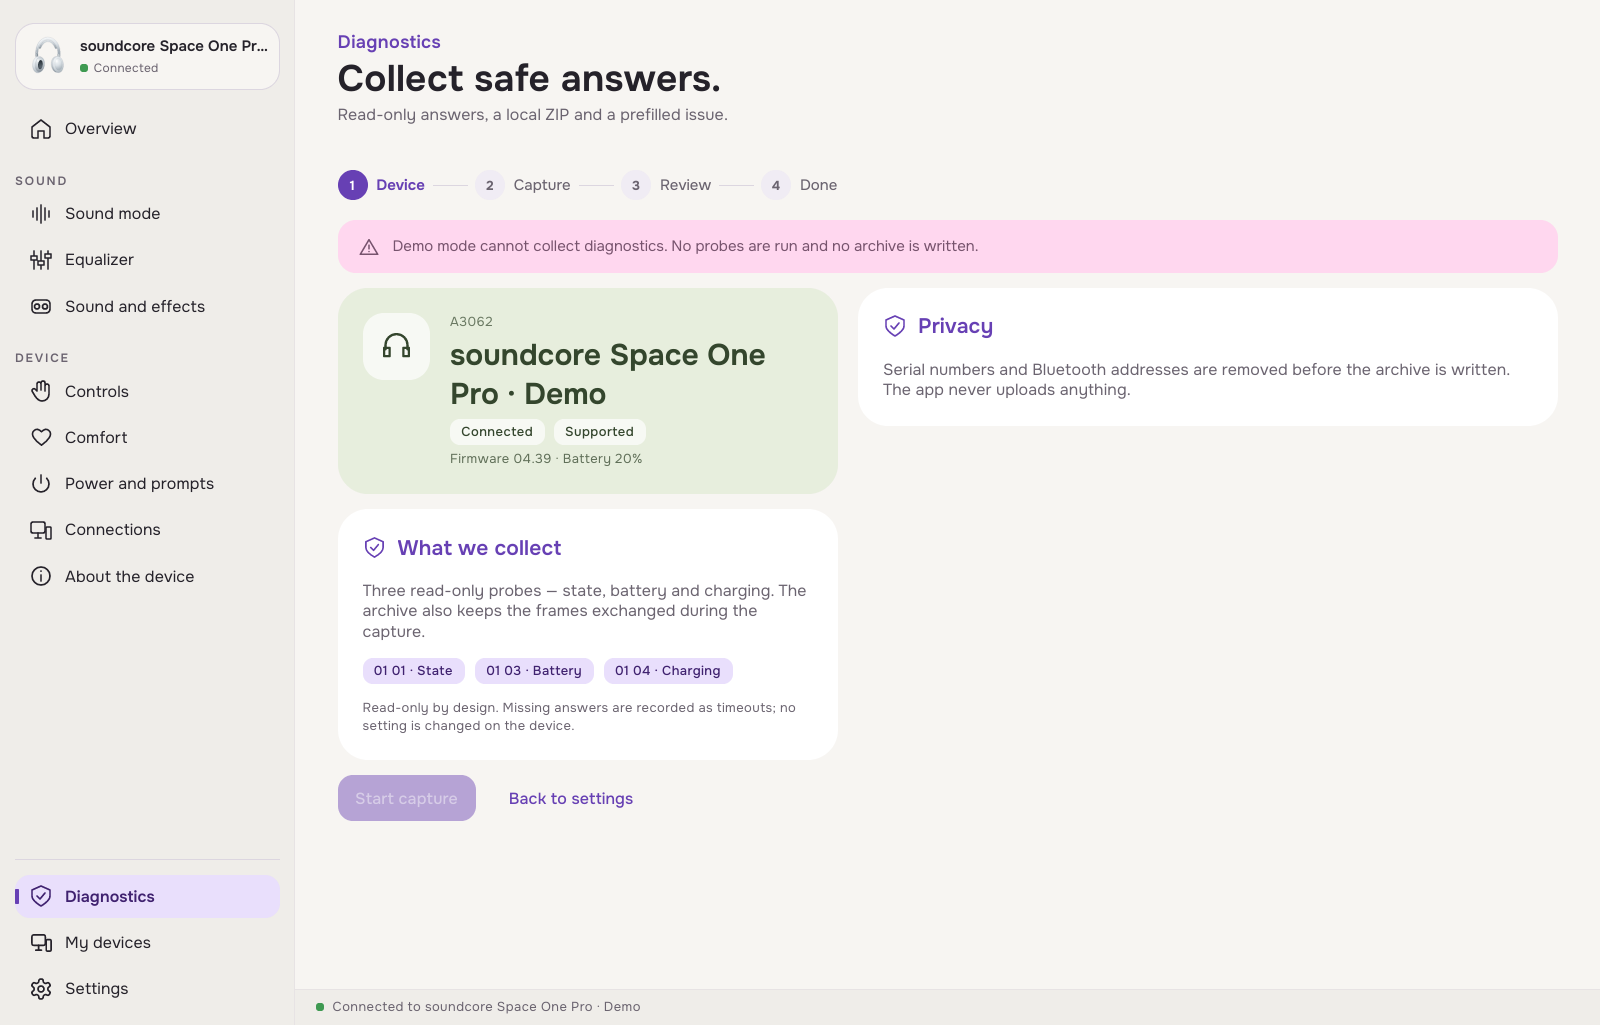 soundcore Space One Pr...
Connected
Overview
SOUND
Sound mode
Equalizer
Sound and effects
DEVICE
Controls
Comfort
Power and prompts
Connections
About the device
Diagnostics
My devices
Settings
Diagnostics
Collect safe answers.
Read-only answers, a local ZIP and a prefilled issue.
1 Device 2 Capture 3 Review 4 Done
Demo mode cannot collect diagnostics. No probes are run and no archive is written.
A3062
soundcore Space One
Pro · Demo
Connected Supported
Firmware 04.39 · Battery 20%
Privacy
Serial numbers and Bluetooth addresses are removed before the archive is written.
The app never uploads anything.
What we collect
Three read-only probes — state, battery and charging. The
archive also keeps the frames exchanged during the
capture.
01 01 · State 01 03 · Battery 01 04 · Charging
Read-only by design. Missing answers are recorded as timeouts; no
setting is changed on the device.
Start capture Back to settings
Connected to soundcore Space One Pro · Demo